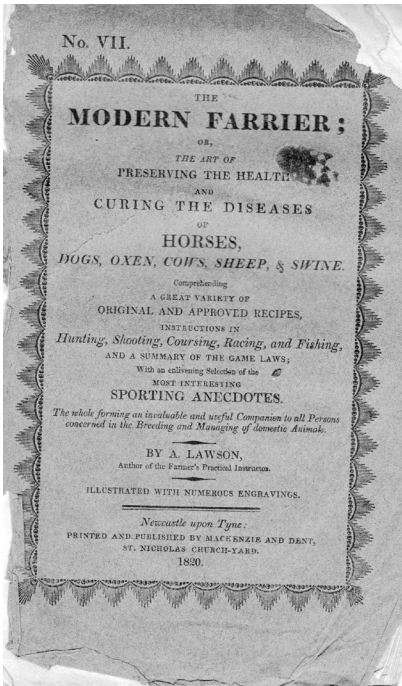 No. VII.
THE
MODERN FARRIER;
OR,
THE ART OF
PRESERVING THE HEALTH
AND
CURING THE DISEASES
OF
HORSES,
DOGS, OXEN, COWS, SHEEP, & SWINE.
Comprehending
A GREAT VARIETY OF
ORIGINAL AND APPROVED RECIPES,
INSTRUCTIONS IN
Hunting, Shooting, Coursing, Racing, and Fishing,
AND A SUMMARY OF THE GAME LAWS;
With an enlivening Selection of the
MOST INTERESTING
SPORTING ANECDOTES.
The whole forming an invaluable and useful Companion to all Persons
concerned in the Breeding and Managing of domestic Animals.
BY A. LAWSON,
Author of the Farmer's Practical Instructor.
ILLUSTRATED WITH NUMEROUS ENGRAVINGS.
Newcastle upon Tyne:
PRINTED AND PUBLISHED BY MACKENZIE AND DENT,
ST. NICHOLAS CHURCH-YARD.
1820.